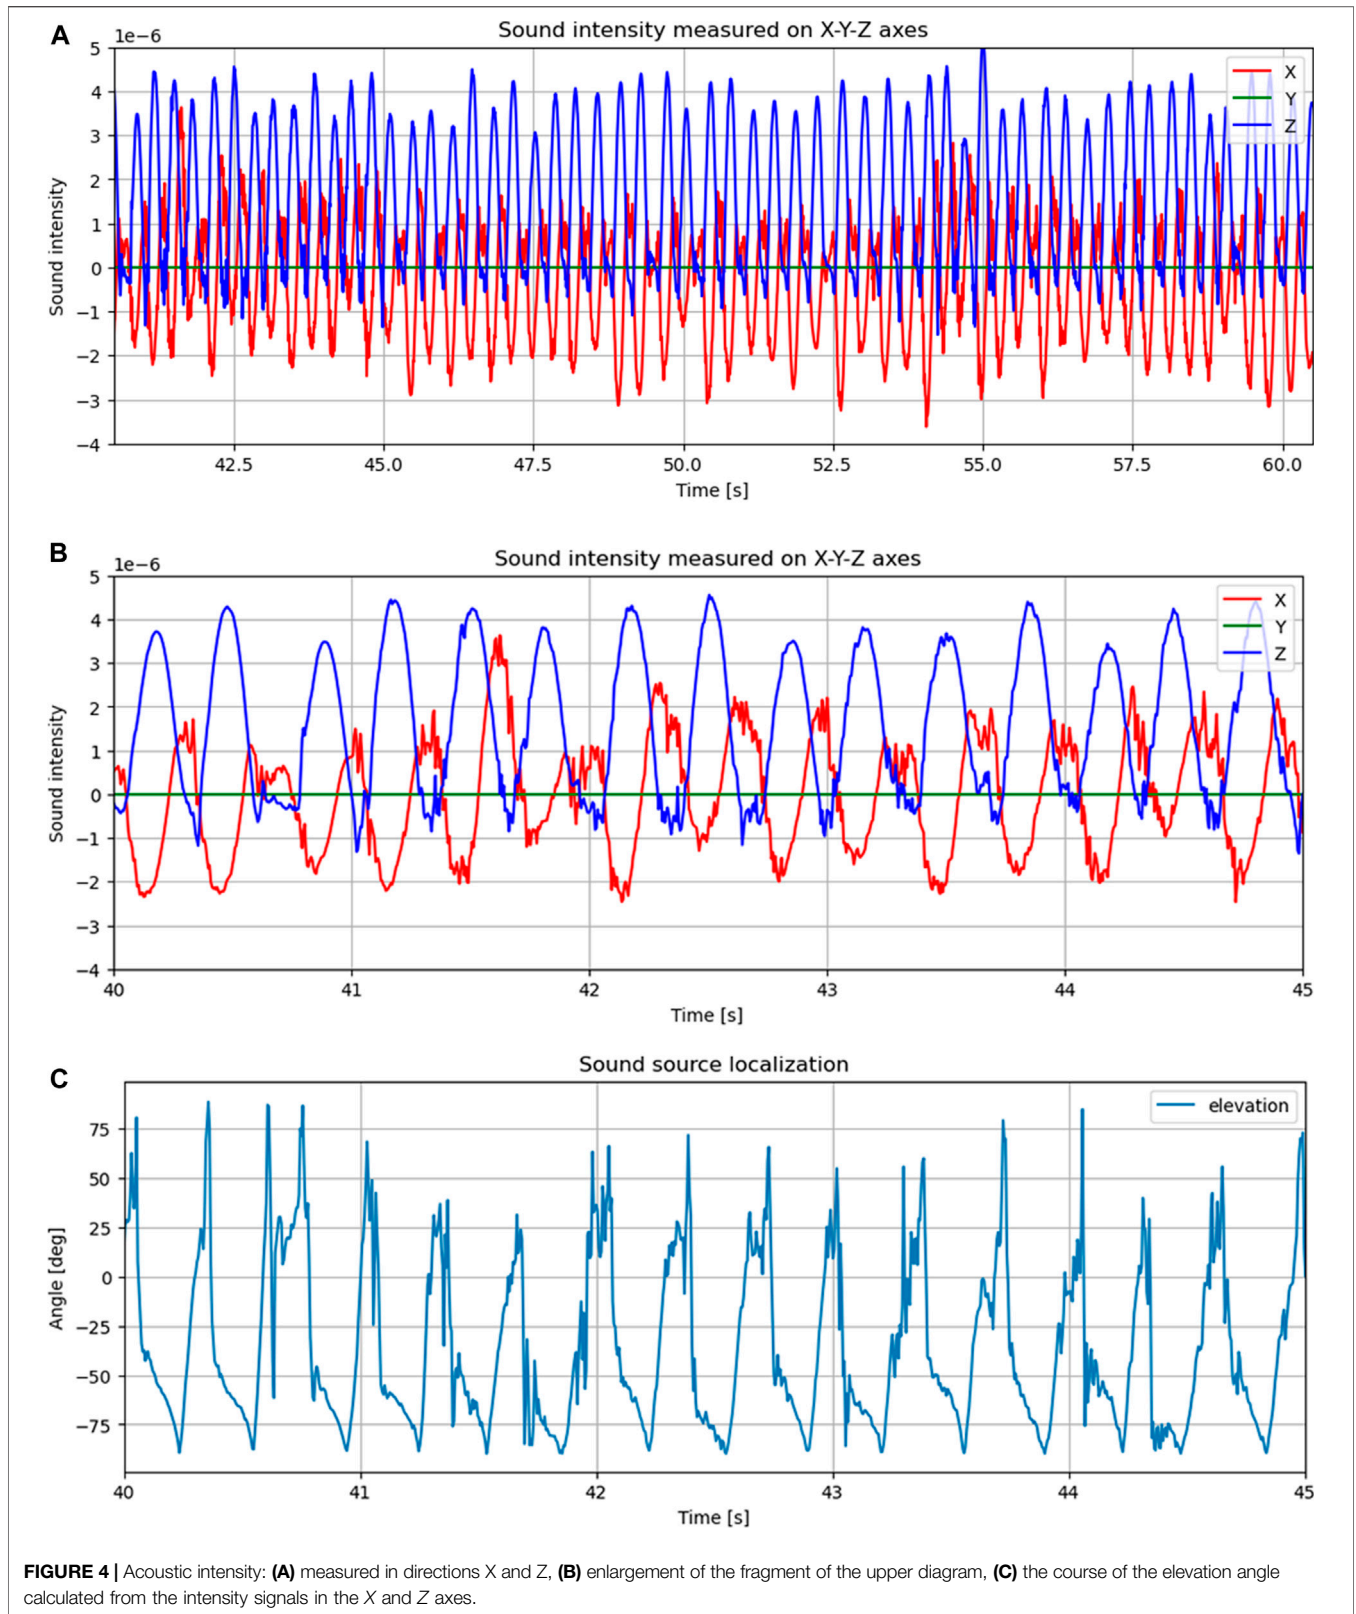 A
Sound intensity measured on X-Y-Z axes
1e−6
5
4
3
2
1
0
−1
−2
−3
−4
Sound intensity
X
Y
Z
42.5 45.0 47.5 50.0 52.5 55.0 57.5 60.0
Time [s]
B
Sound intensity measured on X-Y-Z axes
1e−6
5
4
3
2
1
0
−1
−2
−3
−4
Sound intensity
X
Y
Z
40 41 42 43 44 45
Time [s]
C
Sound source localization
75
50
25
0
−25
−50
−75
Angle [deg]
elevation
40 41 42 43 44 45
Time [s]
FIGURE 4 | Acoustic intensity: (A) measured in directions X and Z, (B) enlargement of the fragment of the upper diagram, (C) the course of the elevation angle
calculated from the intensity signals in the X and Z axes.